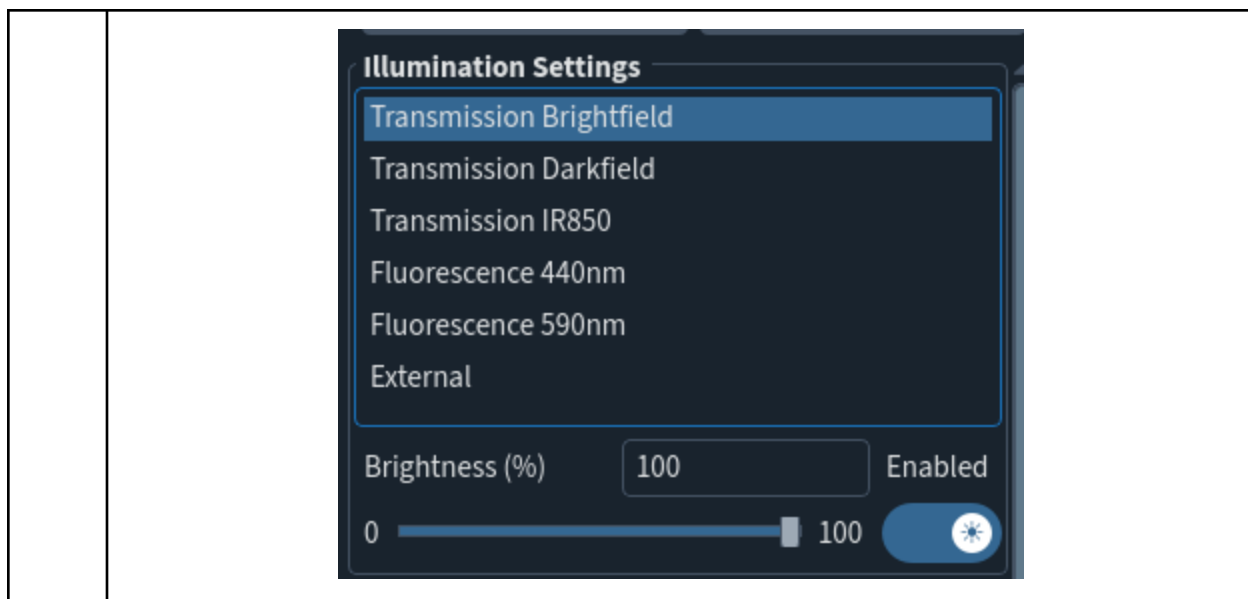 Illumination Settings
Transmission Brightfield
Transmission Darkfield
Transmission IR850
Fluorescence 440nm
Fluorescence 590nm
External
Brightness (%) 100 Enabled
0 100